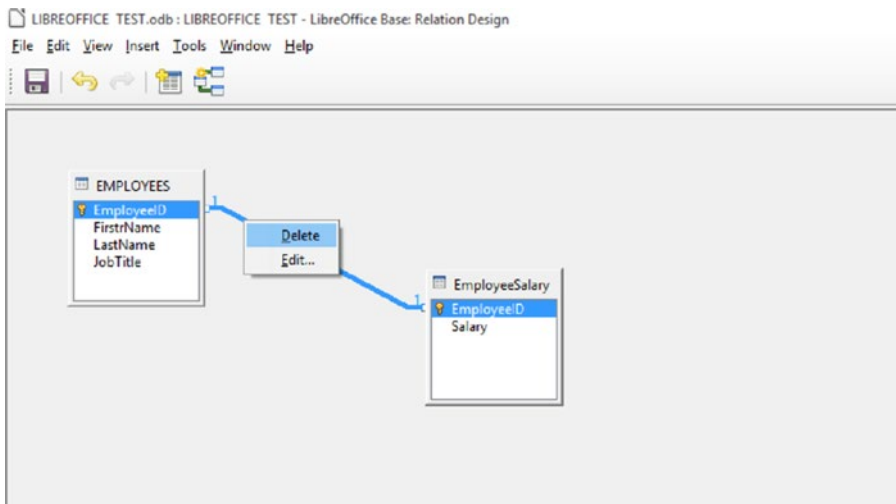 LIBREOFFICE TEST.odb : LIBREOFFICE TEST - LibreOffice Base: Relation Design
File Edit View Insert Tools Window Help
EMPLOYEES
EmployeeID
FirstrName
LastName
JobTitle
1
Delete
Edit...
1
EmployeeSalary
EmployeeID
Salary